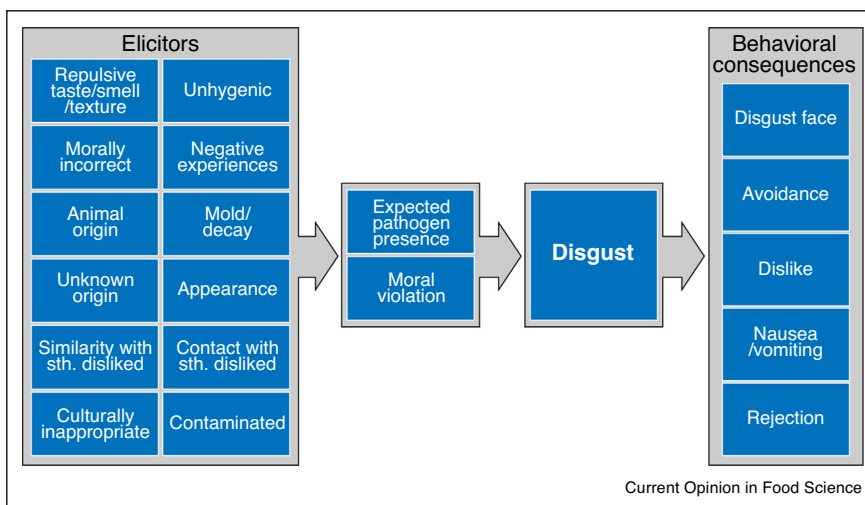 Elicitors
Repulsive
taste/smell
/texture
Unhygenic
Morally
incorrect
Negative
experiences
Animal
origin
Mold/
decay
Unknown
origin
Appearance
Similarity with
sth. disliked
Contact with
sth. disliked
Culturally
inappropriate
Contaminated
Expected
pathogen
presence
Moral
violation
Disgust
Behavioral
consequences
Disgust face
Avoidance
Dislike
Nausea
/vomiting
Rejection
Current Opinion in Food Science